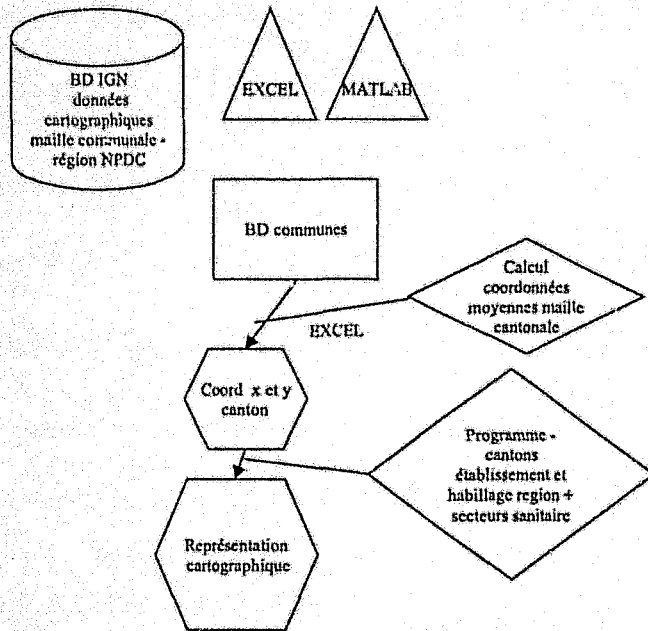 BD IGN
données
cartographiques
maille communale -
région NPDC
EXCEL
MATLAB
BD communes
Calcul
coordonnées
moyennes maille
cantonale
EXCEL
Coord x et y
canton
Programme -
cantons
établissement et
habillage region +
secteurs sanitaire
Représentation
cartographique